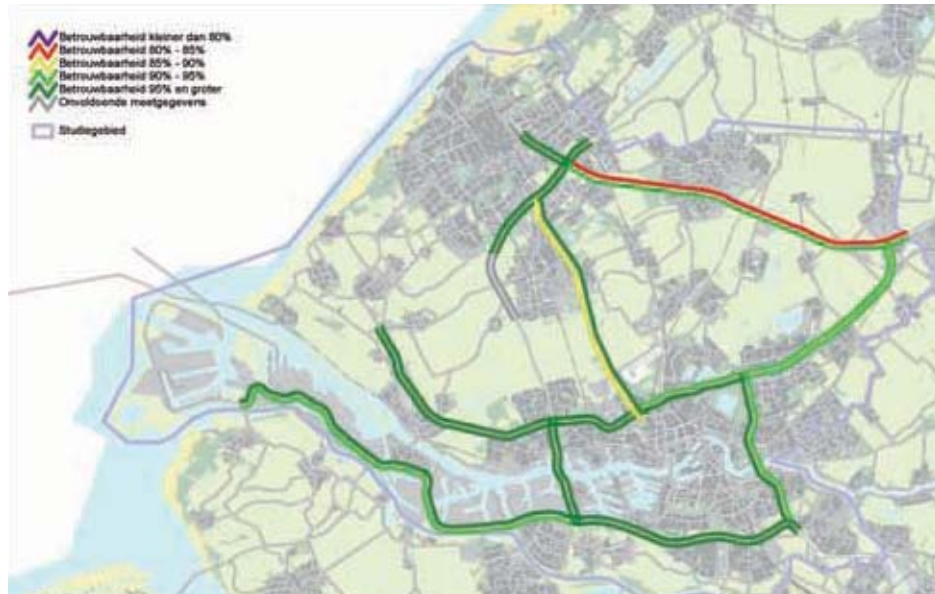 Betrouwbaarheid kleiner dan 80%
Betrouwbaarheid 80% - 85%
Betrouwbaarheid 85% - 90%
Betrouwbaarheid 90% - 95%
Betrouwbaarheid 95% en groter
Onvoldoende meetgegevens
Studiegebied